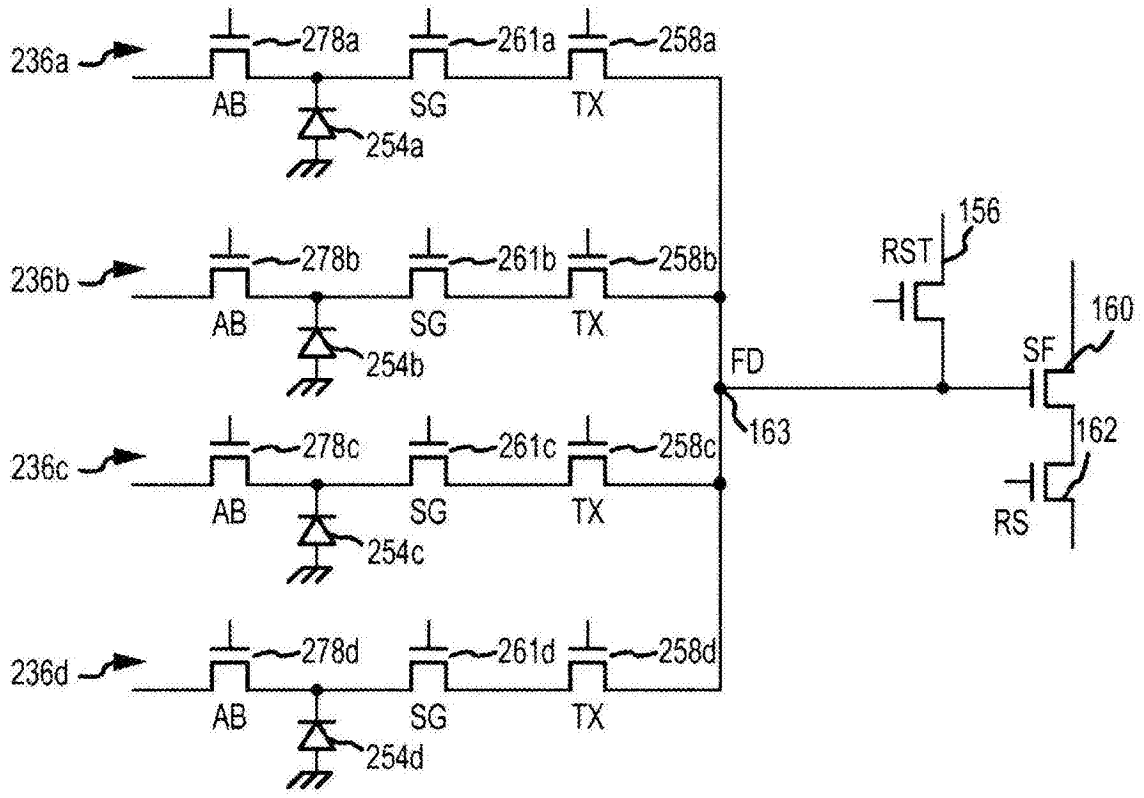 236a 278a 261a 258a
AB SG TX
254a
156
RST
236b 278b 261b 258b
AB SG TX
254b
160
SF
FD
163
162
RS
236c 278c 261c 258c
AB SG TX
254c
236d 278d 261d 258d
AB SG TX
254d